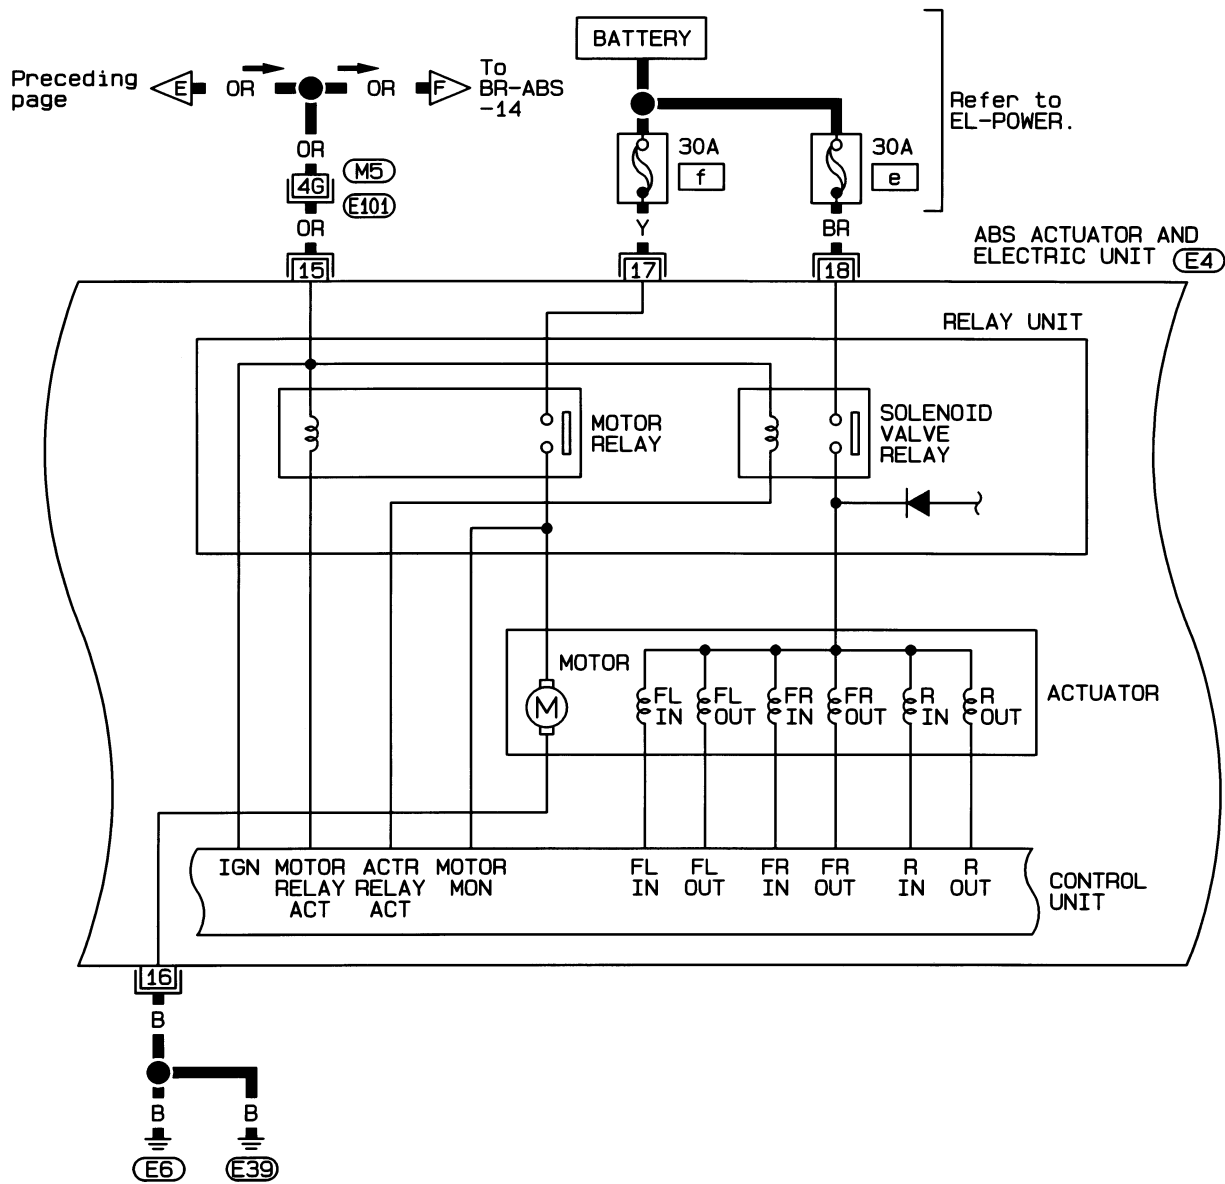 BATTERY
Preceding
page
E
OR
OR
F
To
BR-ABS
-14
Refer to
EL-POWER.
OR
4G
M5
E101
OR
30A
f
30A
e
Y
BR
15
17
18
ABS ACTUATOR AND
ELECTRIC UNIT
E4
RELAY UNIT
MOTOR
RELAY
SOLENOID
VALVE
RELAY
MOTOR
M
FL
IN
FL
OUT
FR
IN
FR
OUT
R
IN
R
OUT
ACTUATOR
IGN
MOTOR
RELAY
ACT
ACTR
RELAY
ACT
MOTOR
MON
FL
IN
FL
OUT
FR
IN
FR
OUT
R
IN
R
OUT
CONTROL
UNIT
16
B
B
B
E6
E39